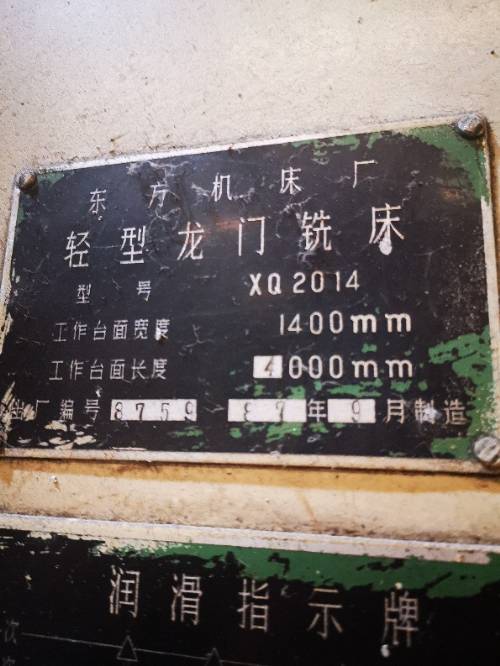 东方机床厂
轻型龙门铣床
型号 XQ2014
工作台面宽度 1400mm
工作台面长度 4000mm
出厂编号 8759 87年9月制造
润滑指示牌
次